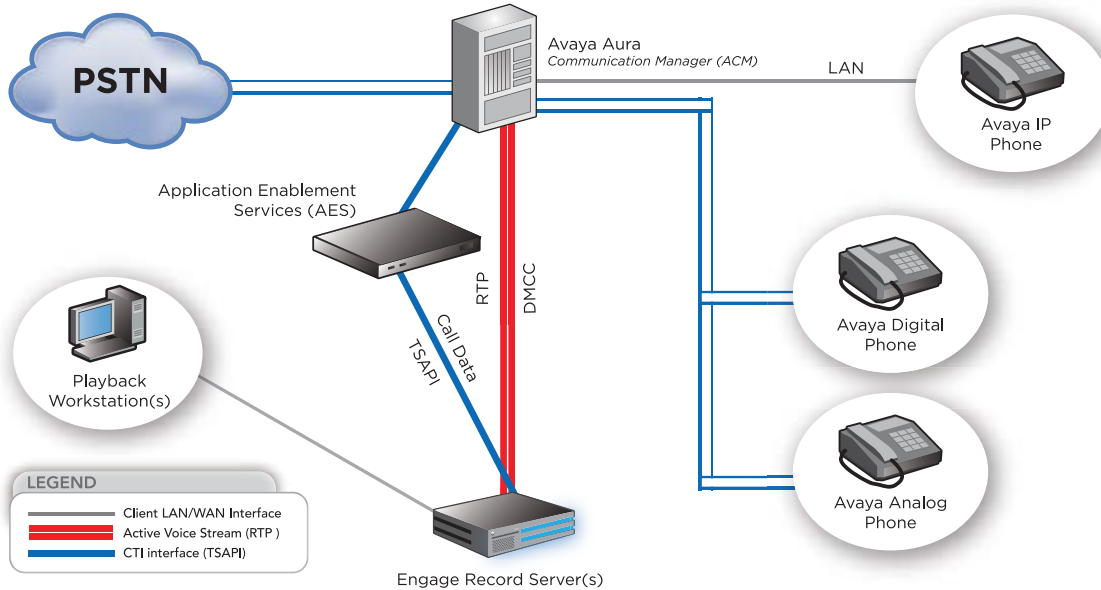 PSTN
Avaya Aura
Communication Manager (ACM)
LAN
Avaya IP
Phone
Application Enablement
Services (AES)
RTP
DMCC
Call Data
TSAPI
Avaya Digital
Phone
Playback
Workstation(s)
Avaya Analog
Phone
LEGEND
Client LAN/WAN Interface
Active Voice Stream (RTP )
CTI interface (TSAPI)
Engage Record Server(s)